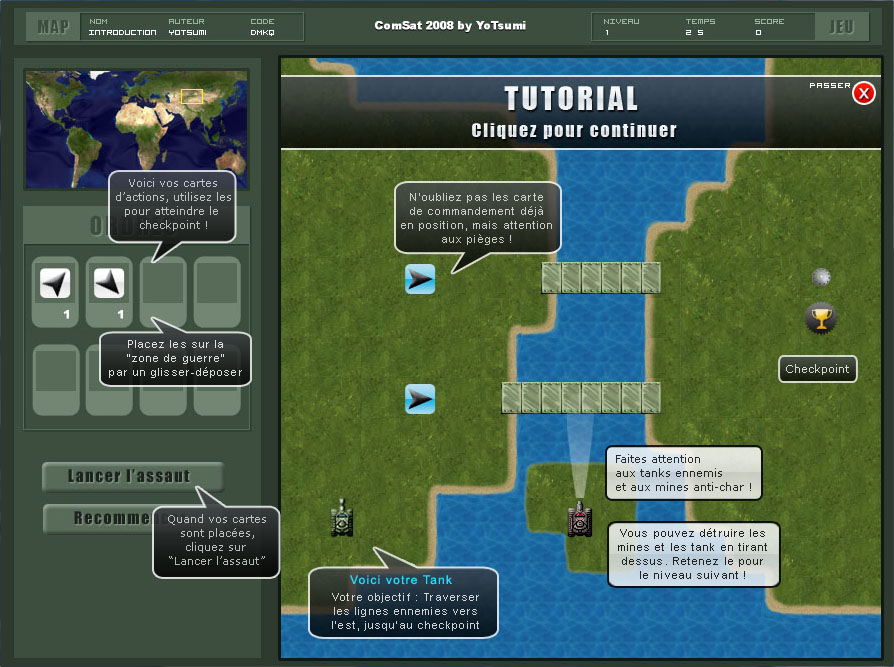 MAP
NOM
INTRODUCTION
AUTEUR
YOTSUMI
CODE
DMKQ
ComSat 2008 by YoTsumi
NIVEAU
1
TEMPS
2 5
SCORE
0
JEU
TUTORIAL
Cliquez pour continuer
PASSER
X
Voici vos cartes
d'actions, utilisez les
pour atteindre le
checkpoint !
1
1
Placez les sur la
"zone de guerre"
par un glisser-déposer
Lancer l'assaut
Recomme
Quand vos cartes
sont placées,
cliquez sur
"Lancer l'assaut"
N'oubliez pas les carte
de commandement déjà
en position, mais attention
aux pièges !
Checkpoint
Faites attention
aux tanks ennemis
et aux mines anti-char !
Vous pouvez détruire les
mines et les tank en tirant
dessus. Retenez le pour
le niveau suivant !
Voici votre Tank
Votre objectif : Traverser
les lignes ennemies vers
l'est, jusqu'au checkpoint